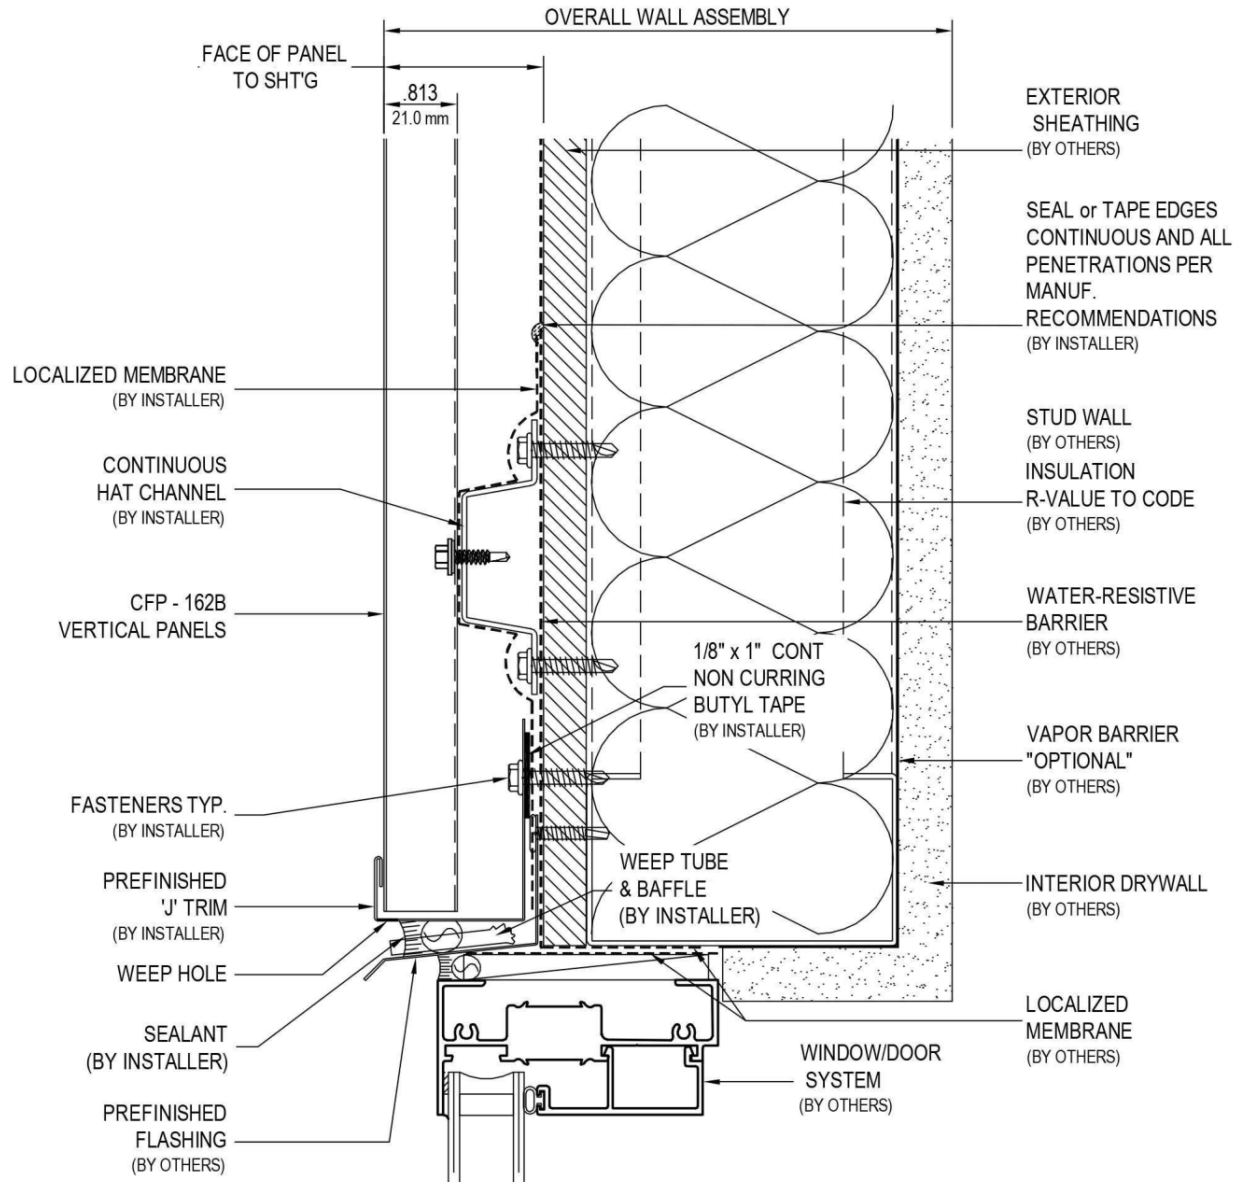 OVERALL WALL ASSEMBLY
FACE OF PANEL
TO SHT'G
.813
21.0 mm
LOCALIZED MEMBRANE
(BY INSTALLER)
CONTINUOUS
HAT CHANNEL
(BY INSTALLER)
CFP - 162B
VERTICAL PANELS
FASTENERS TYP.
(BY INSTALLER)
PREFINISHED
'J' TRIM
(BY INSTALLER)
WEEP HOLE
SEALANT
(BY INSTALLER)
PREFINISHED
FLASHING
(BY OTHERS)
1/8" x 1" CONT
NON CURRING
BUTYL TAPE
(BY INSTALLER)
WEEP TUBE
& BAFFLE
(BY INSTALLER)
EXTERIOR
SHEATHING
(BY OTHERS)
SEAL or TAPE EDGES
CONTINUOUS AND ALL
PENETRATIONS PER
MANUF.
RECOMMENDATIONS
(BY INSTALLER)
STUD WALL
(BY OTHERS)
INSULATION
R-VALUE TO CODE
(BY OTHERS)
WATER-RESISTIVE
BARRIER
(BY OTHERS)
VAPOR BARRIER
"OPTIONAL"
(BY OTHERS)
INTERIOR DRYWALL
(BY OTHERS)
LOCALIZED
MEMBRANE
(BY OTHERS)
WINDOW/DOOR
SYSTEM
(BY OTHERS)